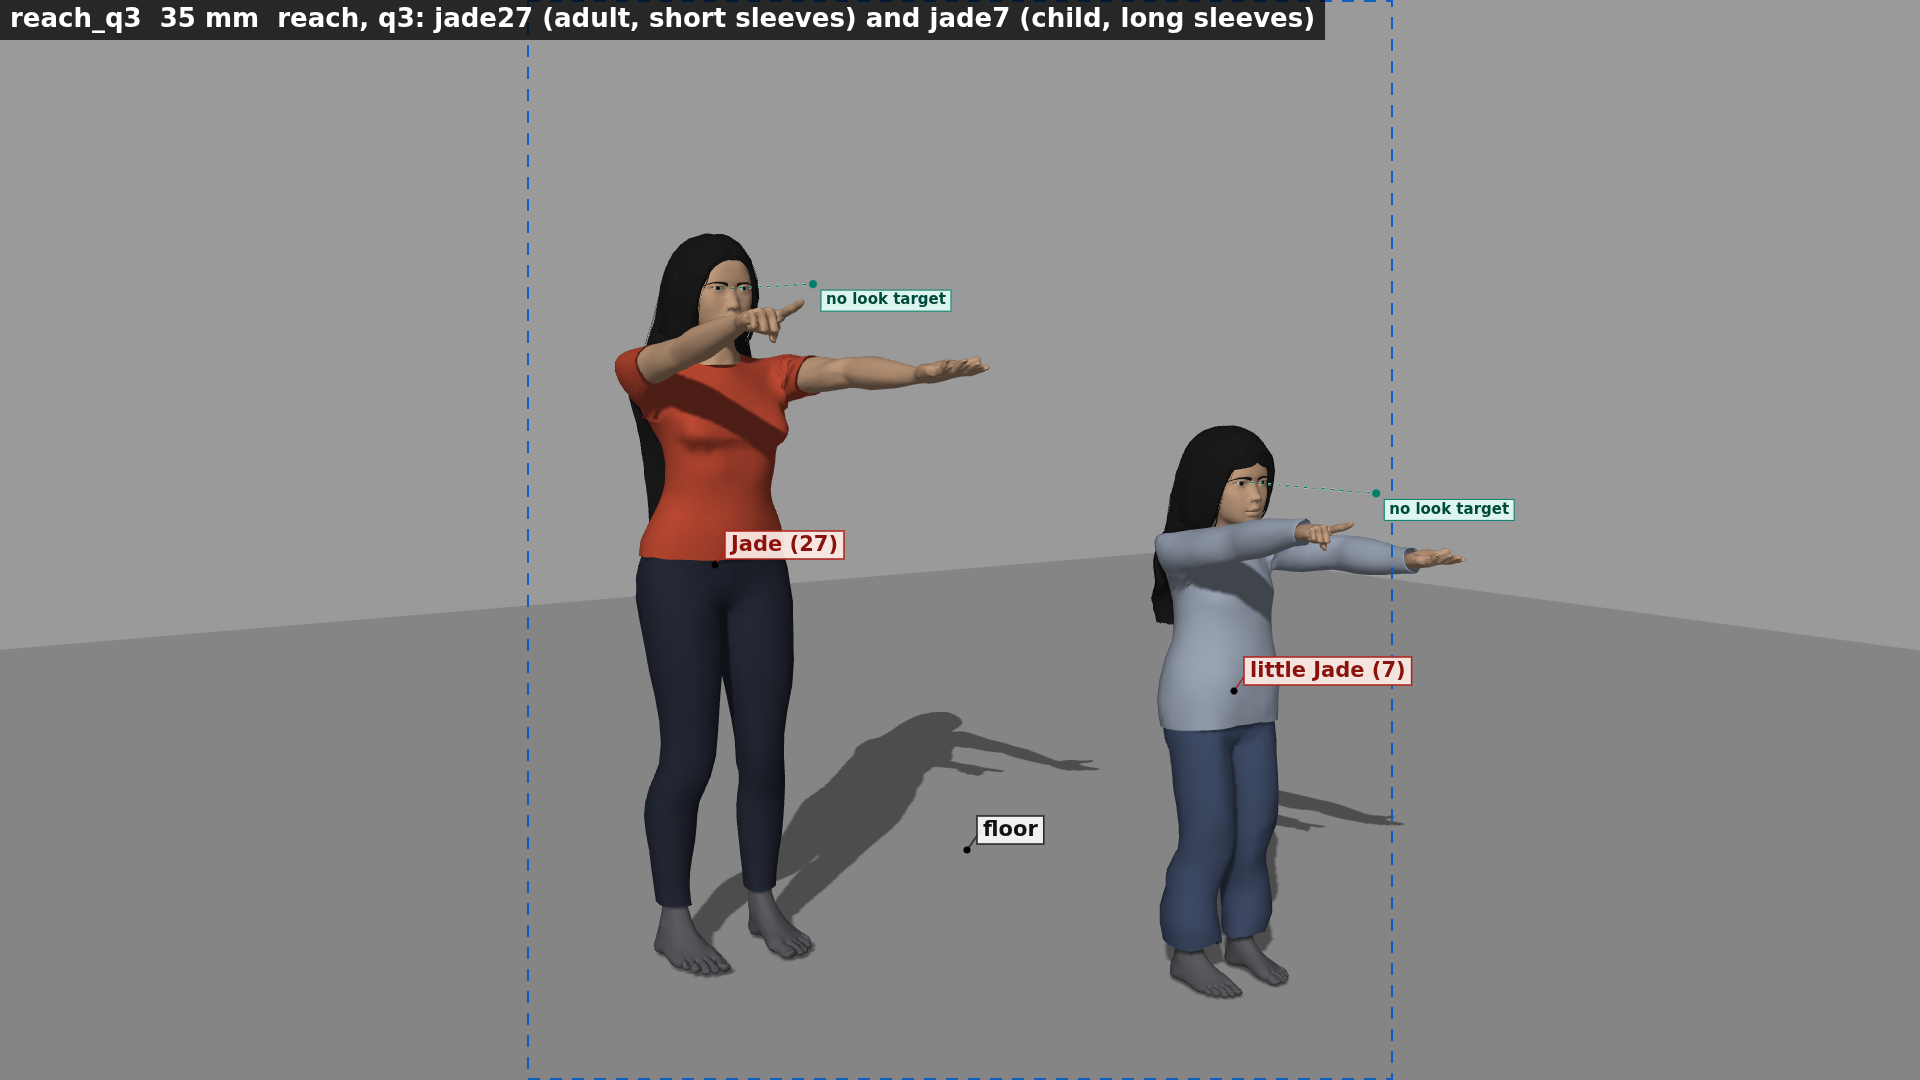 reach_q3  35 mm  reach, q3: jade27 (adult, short sleeves) and jade7 (child, long sleeves)
no look target
no look target
Jade (27)
little Jade (7)
floor